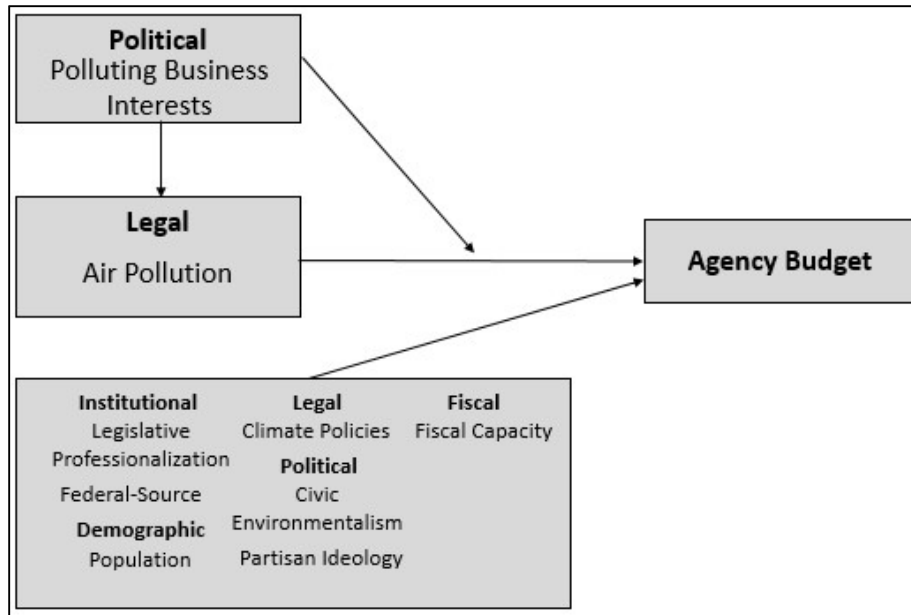 Political
Polluting Business
Interests
Legal
Air Pollution
Agency Budget
Institutional
Legislative
Professionalization
Federal-Source
Demographic
Population
Legal
Climate Policies
Political
Civic
Environmentalism
Partisan Ideology
Fiscal
Fiscal Capacity